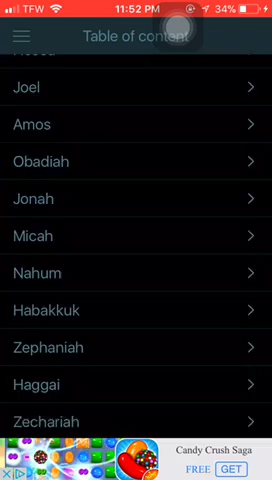 TFW 11:52 PM 34%
Table of content
Hosea
Joel
Amos
Obadiah
Jonah
Micah
Nahum
Habakkuk
Zephaniah
Haggai
Zechariah
Candy Crush Saga
FREE GET